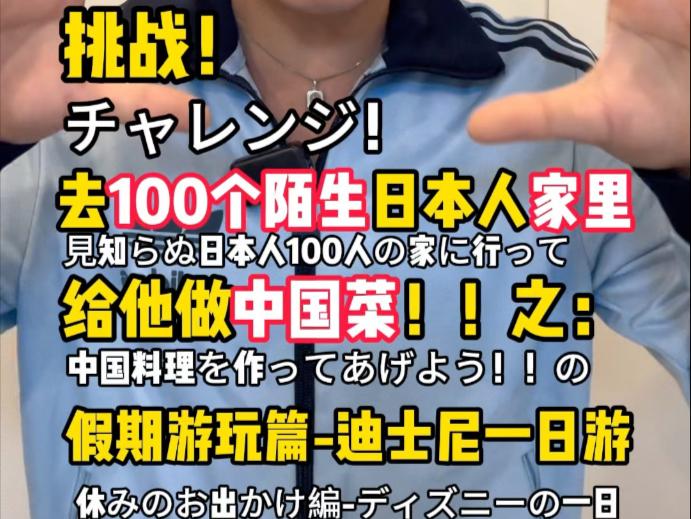 挑战！
チャレンジ！
去100个陌生日本人家里
見知らぬ日本人100人の家に行って
给他做中国菜！！之：
中国料理を作ってあげよう！！の
假期游玩篇-迪士尼一日游
休みのお出かけ編-ディズニーの一日